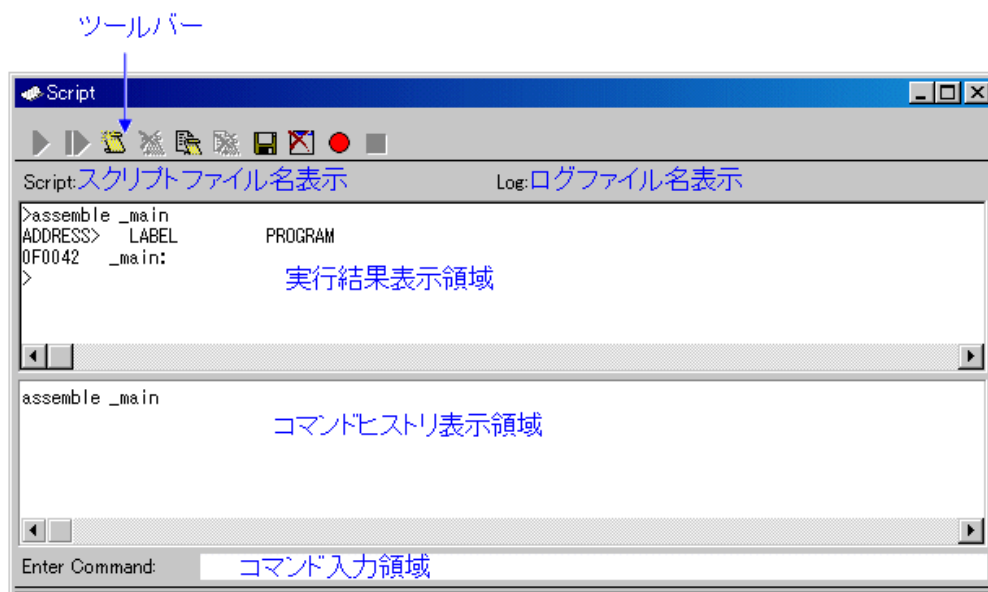 ツールバー
Script
Script:スクリプトファイル名表示 Log:ログファイル名表示
>assemble _main
ADDRESS> LABEL PROGRAM
0F0042 _main:
>
実行結果表示領域
assemble _main
コマンドヒストリ表示領域
Enter Command: コマンド入力領域